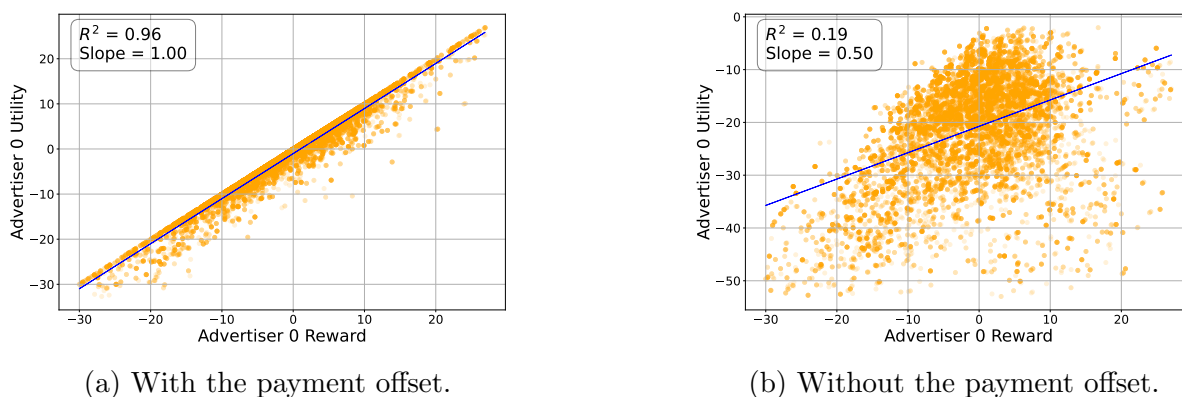 R² = 0.96
Slope = 1.00
20
10
0
−10
−20
−30
Advertiser 0 Utility
−30 −20 −10 0 10 20
Advertiser 0 Reward
(a) With the payment offset.
R² = 0.19
Slope = 0.50
0
−10
−20
−30
−40
−50
Advertiser 0 Utility
−30 −20 −10 0 10 20
Advertiser 0 Reward
(b) Without the payment offset.